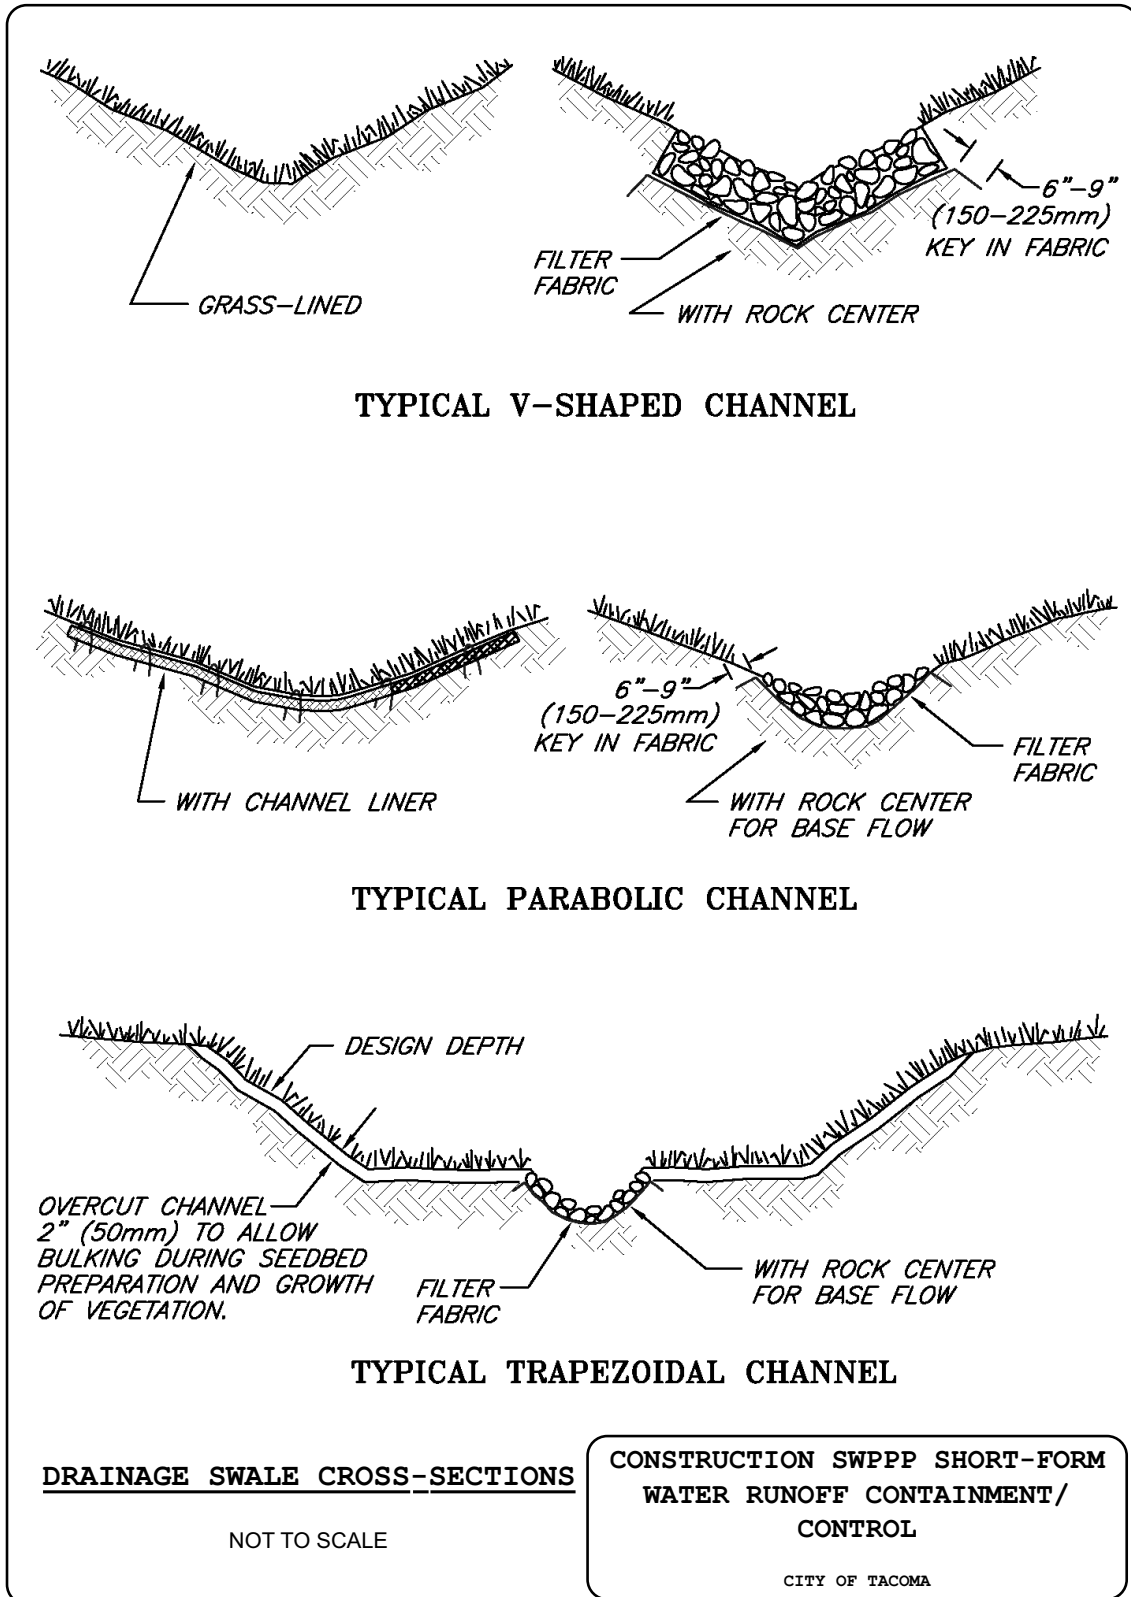 GRASS-LINED
FILTER
FABRIC
WITH ROCK CENTER
6"-9"
(150-225mm)
KEY IN FABRIC
TYPICAL V-SHAPED CHANNEL
WITH CHANNEL LINER
6"-9"
(150-225mm)
KEY IN FABRIC
WITH ROCK CENTER
FOR BASE FLOW
FILTER
FABRIC
TYPICAL PARABOLIC CHANNEL
DESIGN DEPTH
OVERCUT CHANNEL
2" (50mm) TO ALLOW
BULKING DURING SEEDBED
PREPARATION AND GROWTH
OF VEGETATION.
FILTER
FABRIC
WITH ROCK CENTER
FOR BASE FLOW
TYPICAL TRAPEZOIDAL CHANNEL
DRAINAGE SWALE CROSS-SECTIONS
NOT TO SCALE
CONSTRUCTION SWPPP SHORT-FORM
WATER RUNOFF CONTAINMENT/
CONTROL
CITY OF TACOMA